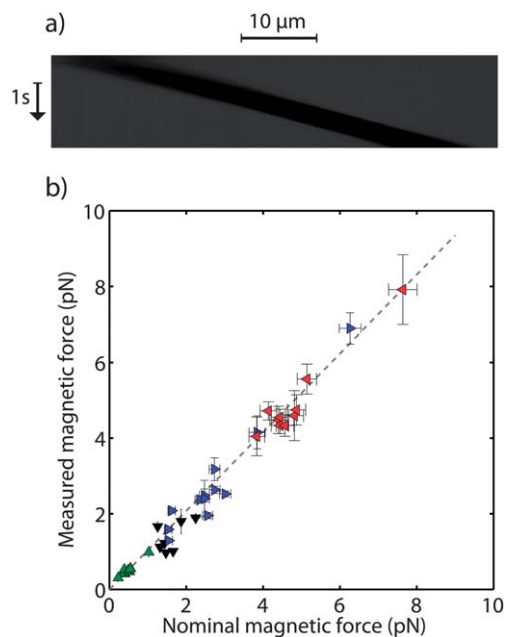 a)
10 µm
1s
b)
10
8
6
4
2
0
Measured magnetic force (pN)
0 2 4 6 8 10
Nominal magnetic force (pN)